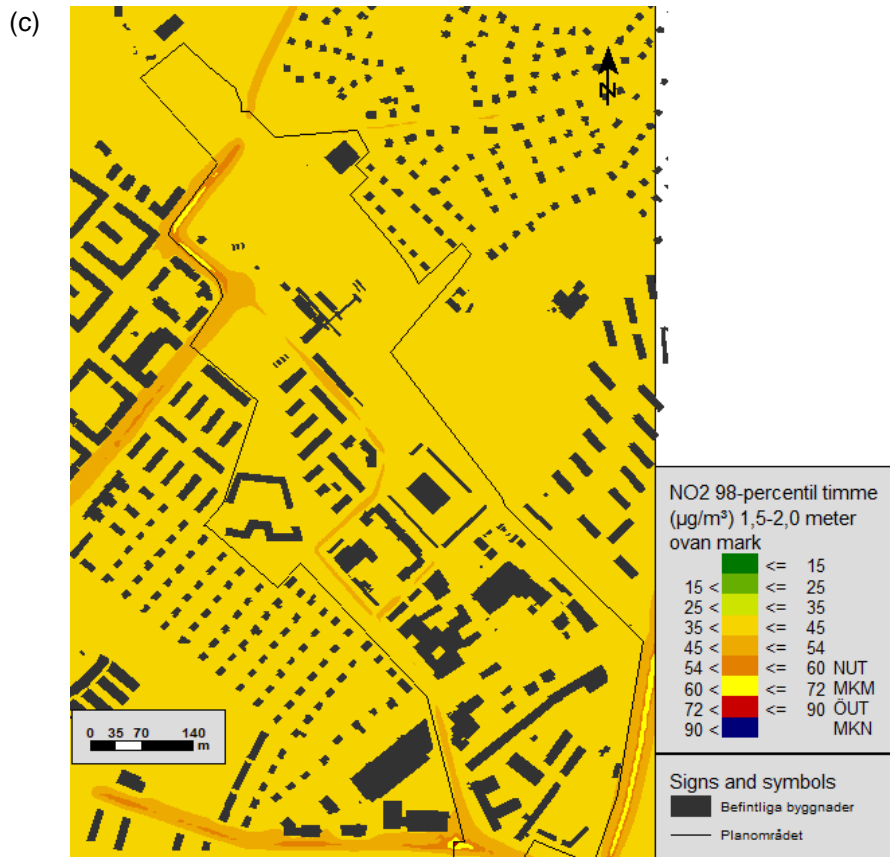 (c)
N
NO2 98-percentil timme
(µg/m³) 1,5-2,0 meter
ovan mark
<= 15
15 < <= 25
25 < <= 35
35 < <= 45
45 < <= 54
54 < <= 60 NUT
60 < <= 72 MKM
72 < <= 90 ÖUT
90 < MKN
0 35 70 140
m
Signs and symbols
Befintliga byggnader
Planområdet